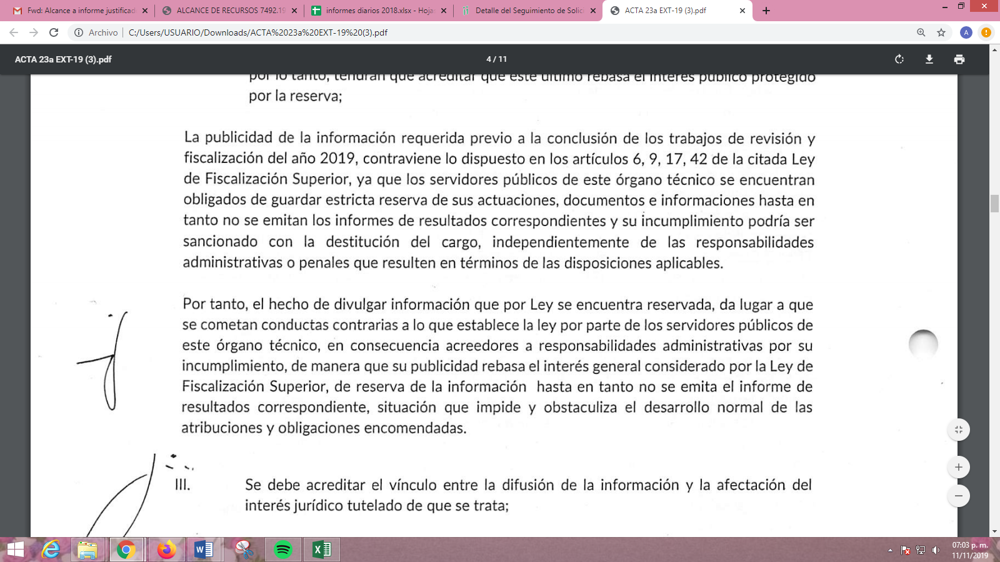 Fwd: Alcance a informe justificad
ALCANCE DE RECURSOS 7492.19
informes diarios 2018.xlsx - Hoja
Detalle del Seguimiento de Solici
ACTA 23a EXT-19 (3).pdf
Archivo
C:/Users/USUARIO/Downloads/ACTA%2023a%20EXT-19%20(3).pdf
A
ACTA 23a EXT-19 (3).pdf
4 / 11
por lo tanto, tendrán que acreditar que este último rebasa el interés público protegido
por la reserva;
La publicidad de la información requerida previo a la conclusión de los trabajos de revisión y
fiscalización del año 2019, contraviene lo dispuesto en los artículos 6, 9, 17, 42 de la citada Ley
de Fiscalización Superior, ya que los servidores públicos de este órgano técnico se encuentran
obligados de guardar estricta reserva de sus actuaciones, documentos e informaciones hasta en
tanto no se emitan los informes de resultados correspondientes y su incumplimiento podría ser
sancionado con la destitución del cargo, independientemente de las responsabilidades
administrativas o penales que resulten en términos de las disposiciones aplicables.
Por tanto, el hecho de divulgar información que por Ley se encuentra reservada, da lugar a que
se cometan conductas contrarias a lo que establece la ley por parte de los servidores públicos de
este órgano técnico, en consecuencia acreedores a responsabilidades administrativas por su
incumplimiento, de manera que su publicidad rebasa el interés general considerado por la Ley de
Fiscalización Superior, de reserva de la información hasta en tanto no se emita el informe de
resultados correspondiente, situación que impide y obstaculiza el desarrollo normal de las
atribuciones y obligaciones encomendadas.
III. Se debe acreditar el vínculo entre la difusión de la información y la afectación del
interés jurídico tutelado de que se trata;
07:03 p. m.
11/11/2019